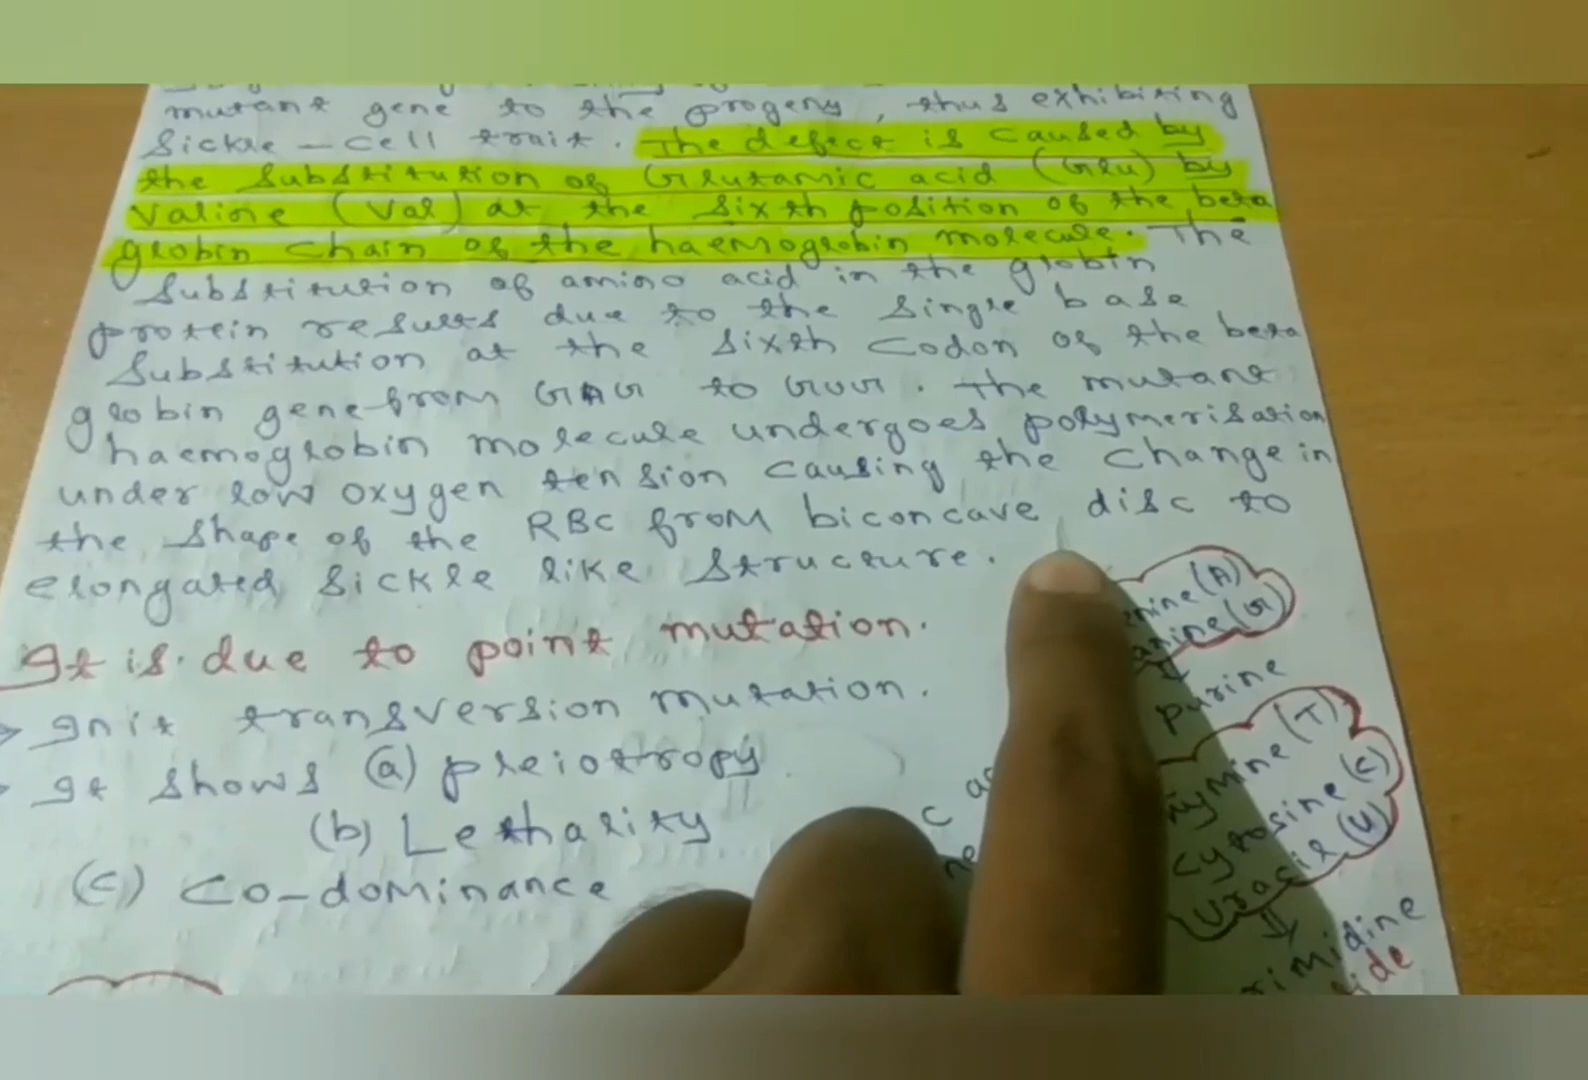 mutant gene to the progeny, thus exhibiting
Sickle-cell trait. The defect is caused by
the substitution of Glutamic acid (Glu) by
Valine (Val) at the sixth position of the beta
globin chain of the haemoglobin molecule. The
substitution of amino acid in the globin
protein results due to the single base
substitution at the sixth codon of the beta
globin gene from GAG to GUG. The mutant
haemoglobin molecule undergoes polymerisation
under low oxygen tension causing the change in
the shape of the RBC from biconcave disc to
elongated sickle like structure.
It is due to point mutation.
In it transversion mutation.
It shows (a) pleiotropy
(b) Lethality
(c) Co-dominance
(A)
(G)
purine
(T)
Cytosine (C)
Uracil (U)